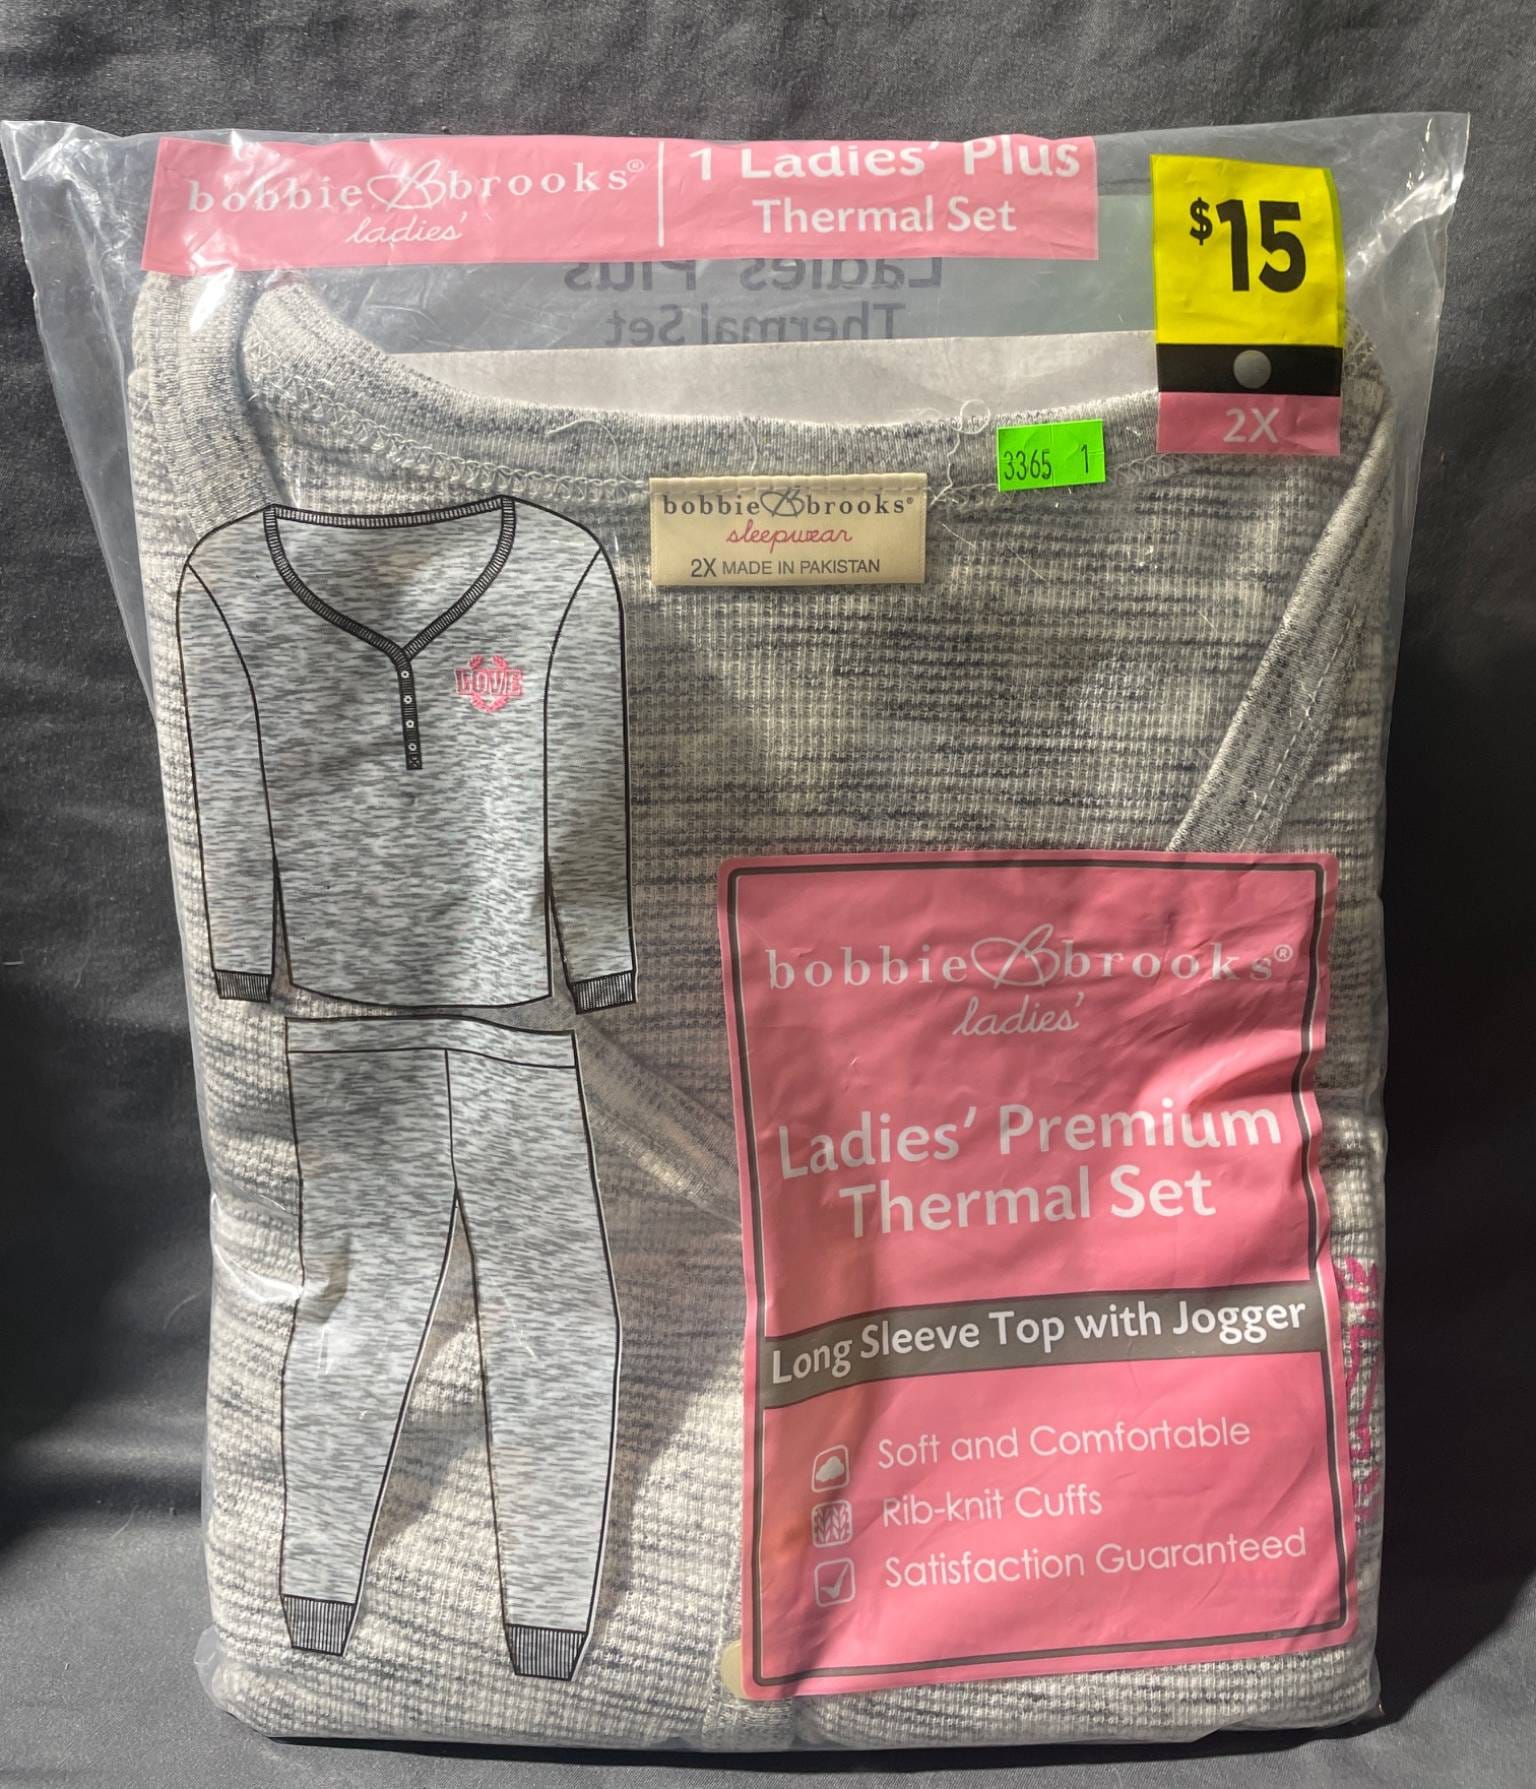 bobbie brooks®
ladies'
1 Ladies' Plus
Thermal Set
$15
2X
Ladies' Plus
Thermal Set
3365 1
bobbie brooks®
sleepwear
2X MADE IN PAKISTAN
LOVE
bobbie brooks®
ladies'
Ladies' Premium
Thermal Set
Long Sleeve Top with Jogger
Soft and Comfortable
Rib-knit Cuffs
Satisfaction Guaranteed